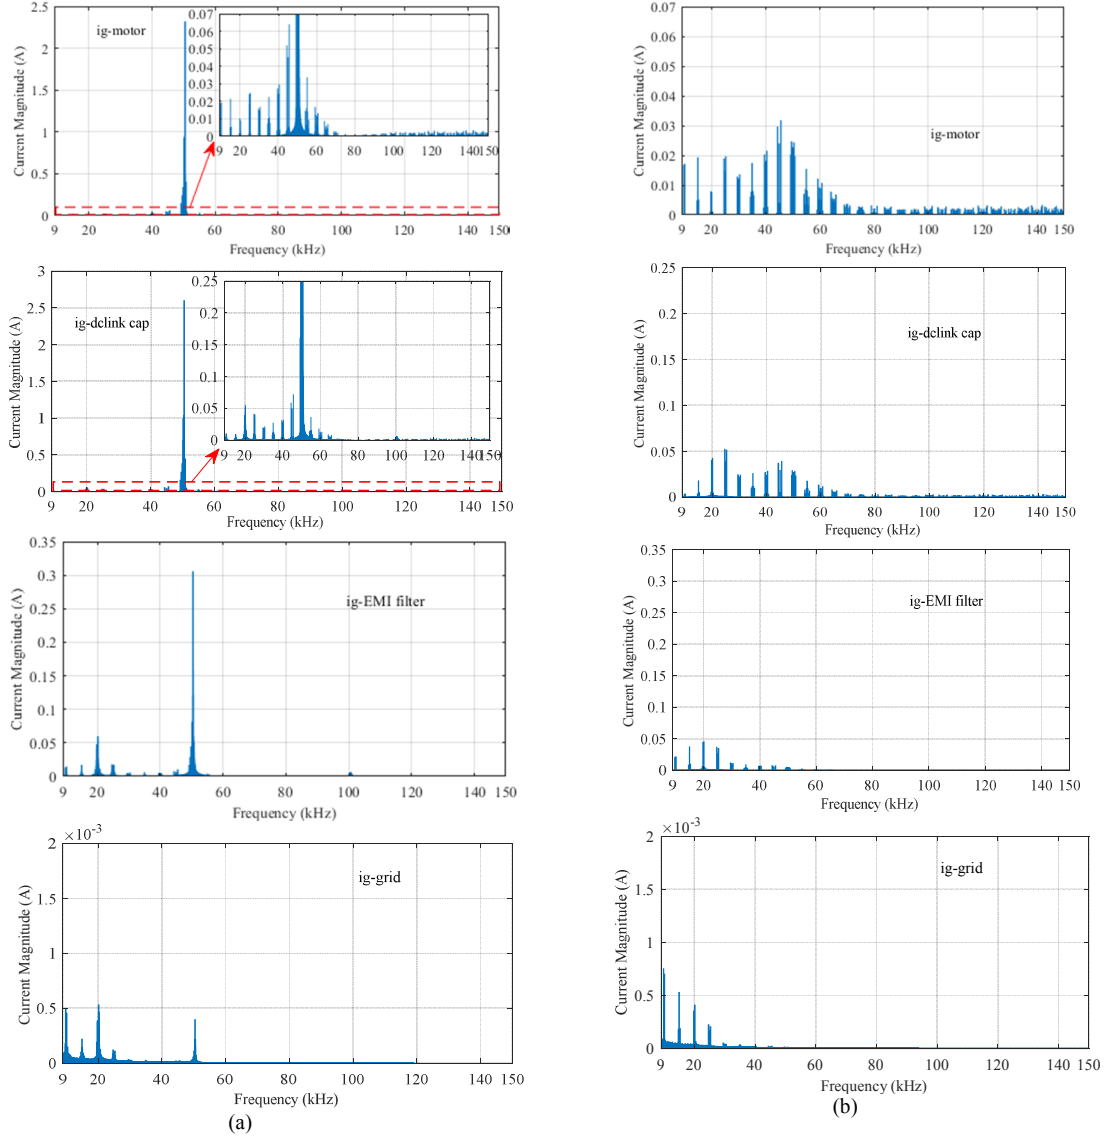 2.5
2
1.5
1
0.5
0
Current Magnitude (A)
ig-motor
0.07
0.06
0.05
0.04
0.03
0.02
0.01
0
9 20 40 60 80 100 120 140 150
9 20 40 60 80 100 120 140 150
Frequency (kHz)
0.07
0.06
0.05
0.04
0.03
0.02
0.01
0
Current Magnitude (A)
ig-motor
9 20 40 60 80 100 120 140 150
Frequency (kHz)
3
2.5
2
1.5
1
0.5
0
Current Magnitude (A)
ig-dclink cap
0.25
0.2
0.15
0.1
0.05
0
9 20 40 60 80 100 120 140 150
9 20 40 60 80 100 120 140 150
Frequency (kHz)
0.25
0.2
0.15
0.1
0.05
0
Current Magnitude (A)
ig-dclink cap
9 20 40 60 80 100 120 140 150
Frequency (kHz)
0.35
0.3
0.25
0.2
0.15
0.1
0.05
0
Current Magnitude (A)
ig-EMI filter
9 20 40 60 80 100 120 140 150
Frequency (kHz)
0.35
0.3
0.25
0.2
0.15
0.1
0.05
0
Current Magnitude (A)
ig-EMI filter
9 20 40 60 80 100 120 140 150
Frequency (kHz)
×10-3
2
1.5
1
0.5
0
Current Magnitude (A)
ig-grid
9 20 40 60 80 100 120 140 150
Frequency (kHz)
(a)
×10-3
2
1.5
1
0.5
0
Current Magnitude (A)
ig-grid
9 20 40 60 80 100 120 140 150
Frequency (kHz)
(b)